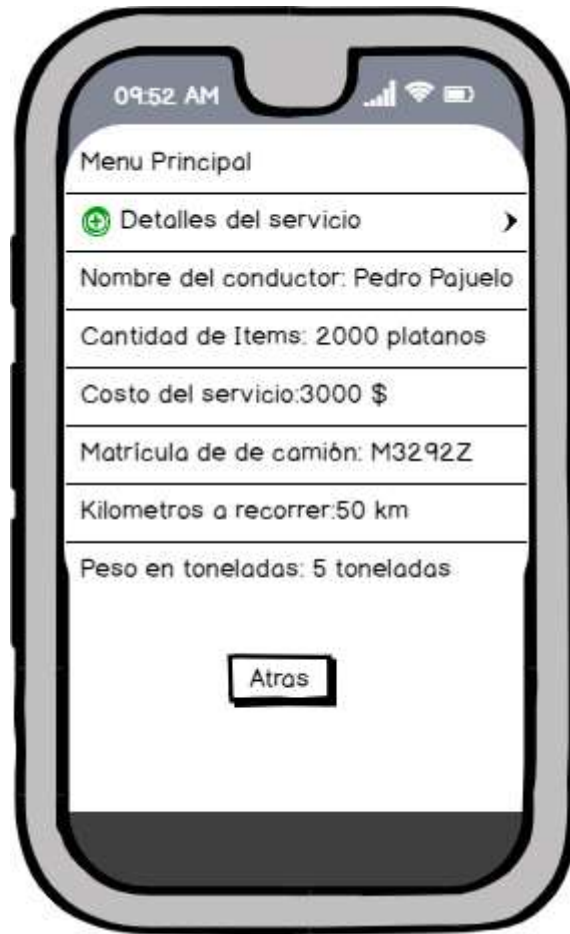 09:52 AM
Menu Principal
Detalles del servicio
Nombre del conductor: Pedro Pajuelo
Cantidad de Items: 2000 platanos
Costo del servicio:3000 $
Matrícula de de camión: M3292Z
Kilometros a recorrer:50 km
Peso en toneladas: 5 toneladas
Atras